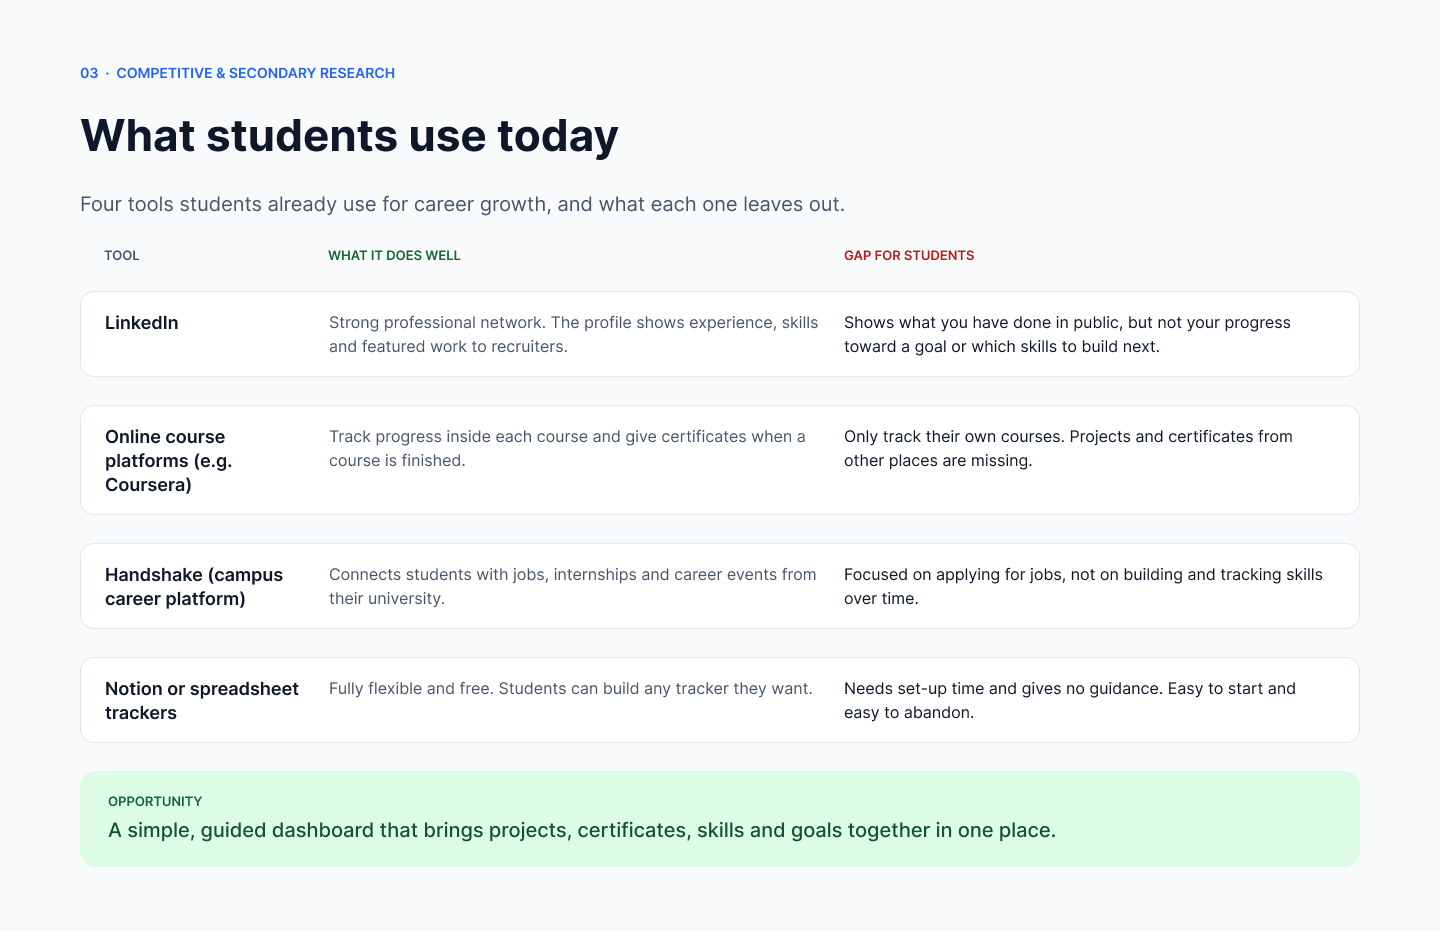 03 · COMPETITIVE & SECONDARY RESEARCH
What students use today
Four tools students already use for career growth, and what each one leaves out.
TOOL
WHAT IT DOES WELL
GAP FOR STUDENTS
LinkedIn
Strong professional network. The profile shows experience, skills
and featured work to recruiters.
Shows what you have done in public, but not your progress
toward a goal or which skills to build next.
Online course
platforms (e.g.
Coursera)
Track progress inside each course and give certificates when a
course is finished.
Only track their own courses. Projects and certificates from
other places are missing.
Handshake (campus
career platform)
Connects students with jobs, internships and career events from
their university.
Focused on applying for jobs, not on building and tracking skills
over time.
Notion or spreadsheet
trackers
Fully flexible and free. Students can build any tracker they want.
Needs set-up time and gives no guidance. Easy to start and
easy to abandon.
OPPORTUNITY
A simple, guided dashboard that brings projects, certificates, skills and goals together in one place.